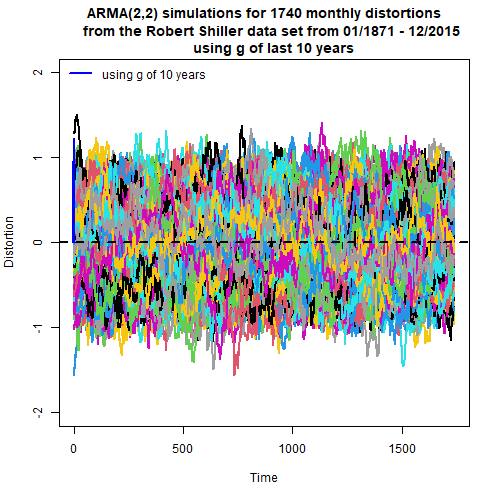 ARMA(2,2) simulations for 1740 monthly distortions
from the Robert Shiller data set from 01/1871 - 12/2015
using g of last 10 years
using g of 10 years
Distortion
2
1
0
-1
-2
0 500 1000 1500
Time